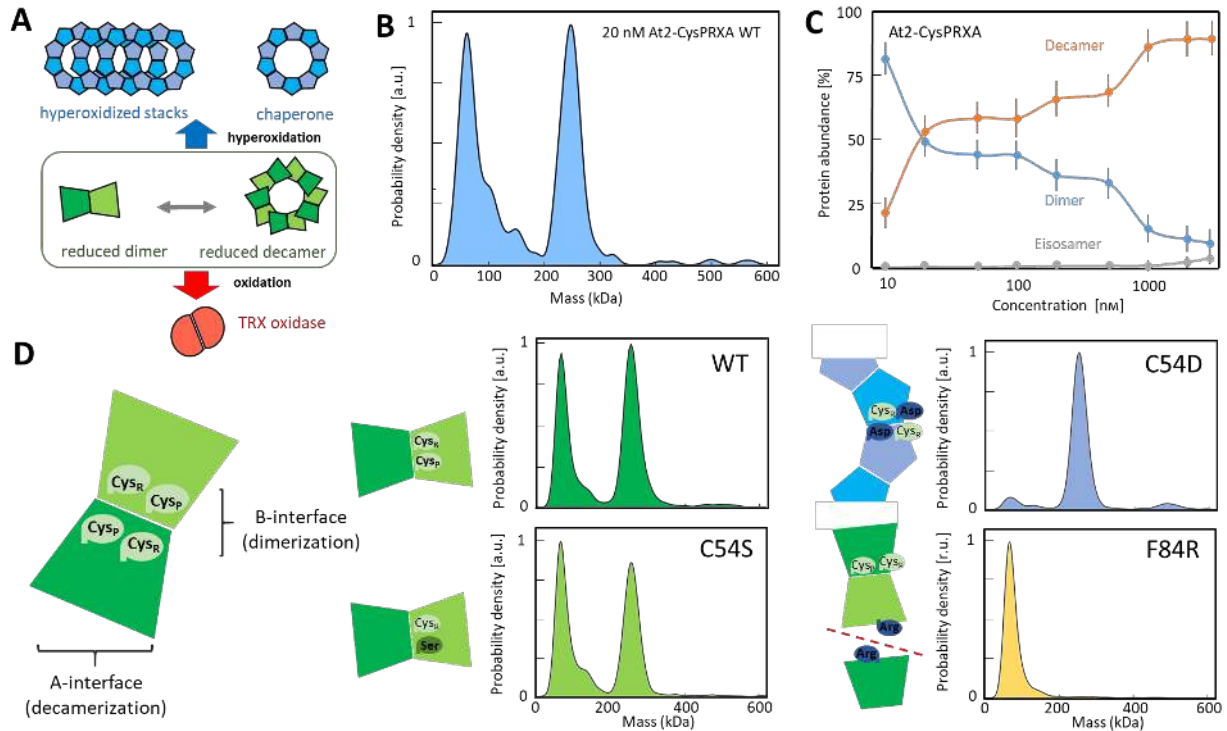 A
hyperoxidized stacks
chaperone
hyperoxidation
reduced dimer
reduced decamer
oxidation
TRX oxidase
B
20 nM At2-CysPRXA WT
Probability density [a.u.]
1
0
0 100 200 300 400 500 600
Mass (kDa)
C
At2-CysPRXA
Protein abundance [%]
100
75
50
25
0
Decamer
Dimer
Eisosamer
10 100 1000
Concentration [nM]
D
CysR
CysP
CysP
CysR
B-interface
(dimerization)
A-interface
(decamerization)
CysR
CysP
Probability density [a.u.]
1
0
WT
CysR
Ser
Probability density [a.u.]
1
0
C54S
0 200 400 600
Mass (kDa)
CysR Asp
Asp CysR
Probability density [a.u.]
1
0
C54D
CysP CysR
Arg
Arg
Probability density [r.u.]
1
0
F84R
0 200 400 600
Mass (kDa)